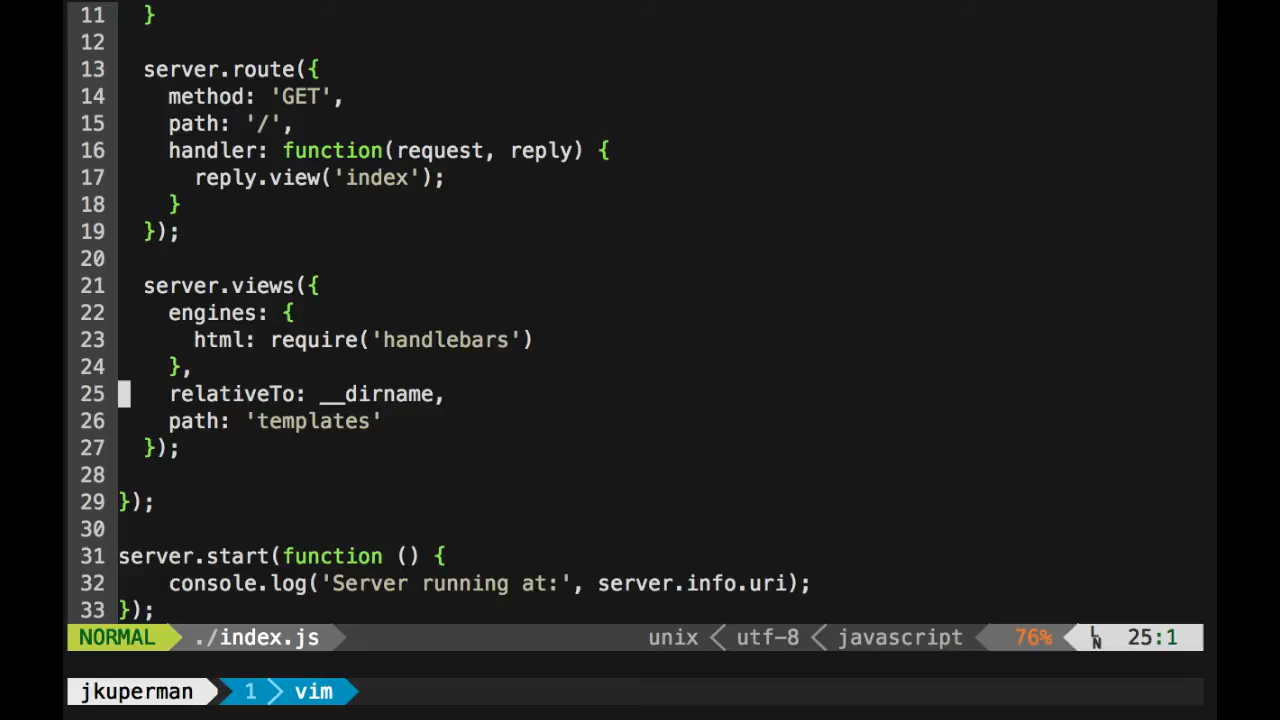 11   }
12
13   server.route({
14     method: 'GET',
15     path: '/',
16     handler: function(request, reply) {
17       reply.view('index');
18     }
19   });
20
21   server.views({
22     engines: {
23       html: require('handlebars')
24     },
25     relativeTo: __dirname,
26     path: 'templates'
27   });
28
29 });
30
31 server.start(function () {
32     console.log('Server running at:', server.info.uri);
33 });
NORMAL ./index.js unix utf-8 javascript 76% LN 25:1
jkuperman 1 vim